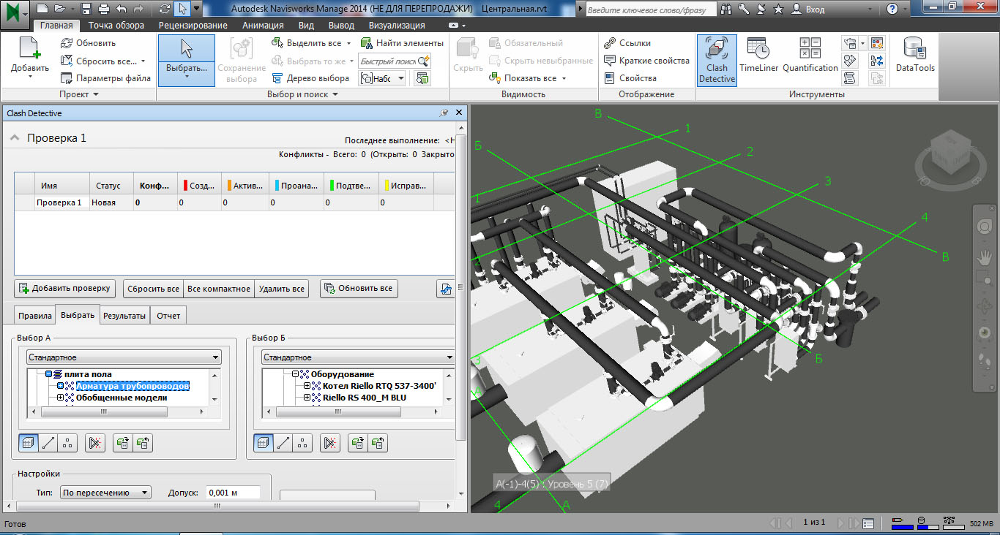 Autodesk Navisworks Manage 2014 (НЕ ДЛЯ ПЕРЕПРОДАЖИ) Центральная.rvt
Введите ключевое слово/фразу
Вход
Главная Точка обзора Рецензирование Анимация Вид Вывод Визуализация
Добавить
Обновить
Сбросить все...
Параметры файла
Проект
Выбрать...
Сохранение выбора
Выделить все
Выбрать то же
Дерево выбора
Найти элементы
Быстрый поиск
Набо
Выбор и поиск
Скрыть
Обязательный
Скрыть невыбранные
Показать все
Видимость
Ссылки
Краткие свойства
Свойства
Отображение
Clash Detective
TimeLiner
Quantification
DataTools
Инструменты
Clash Detective
Проверка 1
Последнее выполнение: <Н
Конфликты - Всего: 0 (Открыть: 0 Закрыто
Имя Статус Конф... Созд... Актив... Проана... Подтве... Исправ...
Проверка 1 Новая 0 0 0 0 0 0
Добавить проверку Сбросить все Все компактное Удалить все Обновить все
Правила Выбрать Результаты Отчет
Выбор А
Стандартное
плита пола
Арматура трубопроводов
Обобщенные модели
Выбор Б
Стандартное
Оборудование
Котел Riello RTQ 537-3400'
Riello RS 400_M BLU
Настройки
Тип: По пересечению Допуск: 0,001 м
В
Б
1
2
3
4
В
Б
1
2
3
4
А
А
А(-1)-4(5) : Уровень 5 (7)
Готов
1 из 1
502 MB